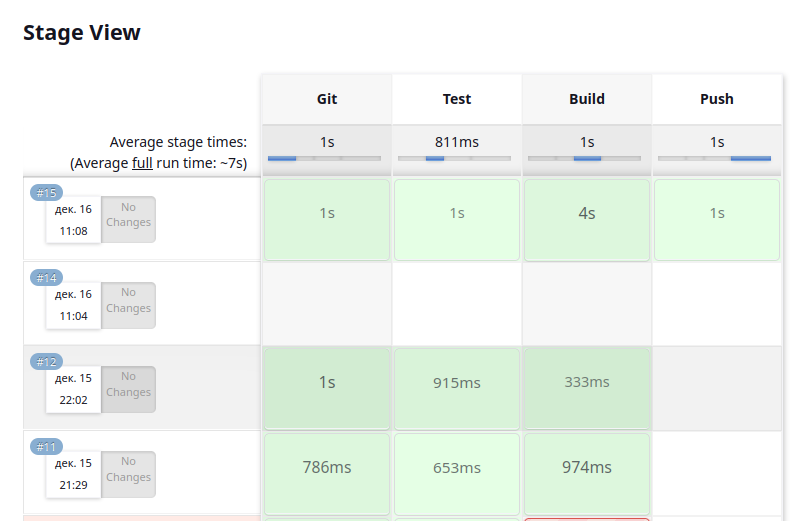 Stage View
Git Test Build Push
Average stage times: 1s 811ms 1s 1s
(Average full run time: ~7s)
#15
дек. 16
11:08
No
Changes
1s 1s 4s 1s
#14
дек. 16
11:04
No
Changes
#12
дек. 15
22:02
No
Changes
1s 915ms 333ms
#11
дек. 15
21:29
No
Changes
786ms 653ms 974ms